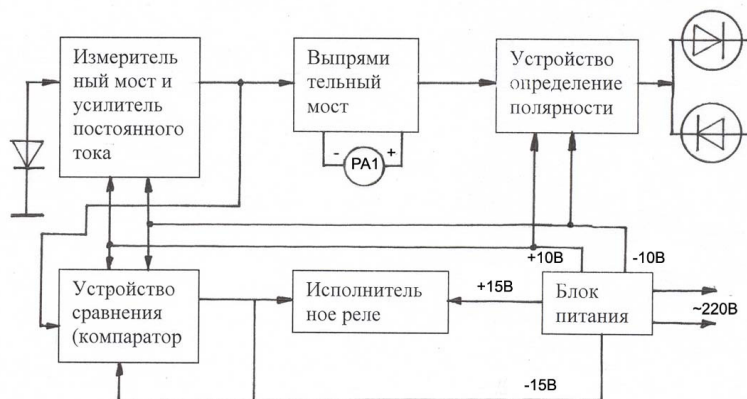 Измеритель
ный мост и
усилитель
постоянного
тока
Выпрями
тельный
мост
- PA1 +
Устройство
определение
полярности
+10В
-10В
Устройство
сравнения
(компаратор
Исполнитель
ное реле
+15В
Блок
питания
~220В
-15В